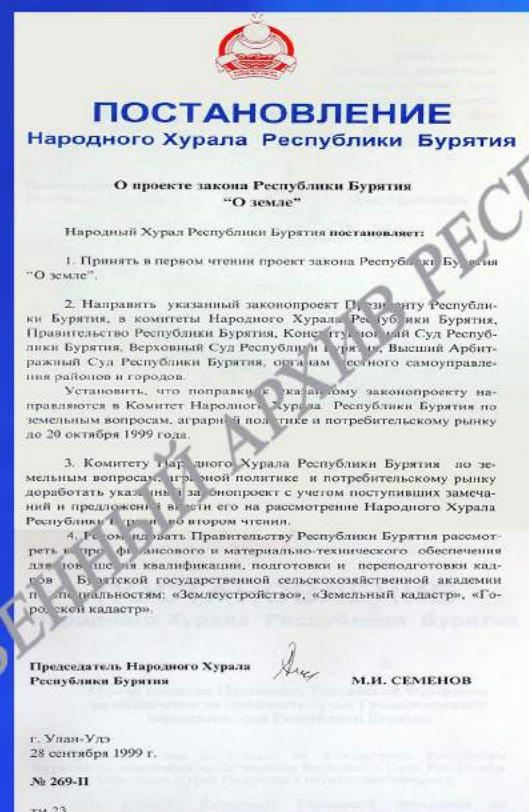 ПОСТАНОВЛЕНИЕ
Народного Хурала Республики Бурятия
О проекте закона Республики Бурятия
“О земле”
Народный Хурал Республики Бурятия постановляет:
1. Принять в первом чтении проект закона Республики Бурятия
“О земле”.
2. Направить указанный законопроект Президенту Республи-
ки Бурятия, в комитеты Народного Хурала Республики Бурятия,
Правительство Республики Бурятия, Конституционный Суд Респуб-
лики Бурятия, Верховный Суд Республики Бурятия, Высший Арбит-
ражный Суд Республики Бурятия, органам местного самоуправле-
ния районов и городов.
Установить, что поправки к указанному законопроекту на-
правляются в Комитет Народного Хурала Республики Бурятия по
земельным вопросам, аграрной политике и потребительскому рынку
до 20 октября 1999 года.
3. Комитету Народного Хурала Республики Бурятия по зе-
мельным вопросам, аграрной политике и потребительскому рынку
доработать указанный законопроект с учетом поступивших замеча-
ний и предложений и внести его на рассмотрение Народного Хурала
Республики Бурятия во втором чтении.
4. Рекомендовать Правительству Республики Бурятия рассмот-
реть вопрос финансового и материально-технического обеспечения
для повышения квалификации, подготовки и переподготовки кад-
ров Бурятской государственной сельскохозяйственной академии
по специальностям: «Землеустройство», «Земельный кадастр», «Го-
родской кадастр».
Председатель Народного Хурала
Республики Бурятия М.И. СЕМЕНОВ
г. Улан-Удэ
28 сентября 1999 г.
№ 269-II
тм 23
ВЕННЫЙ АРХИВ РЕСП